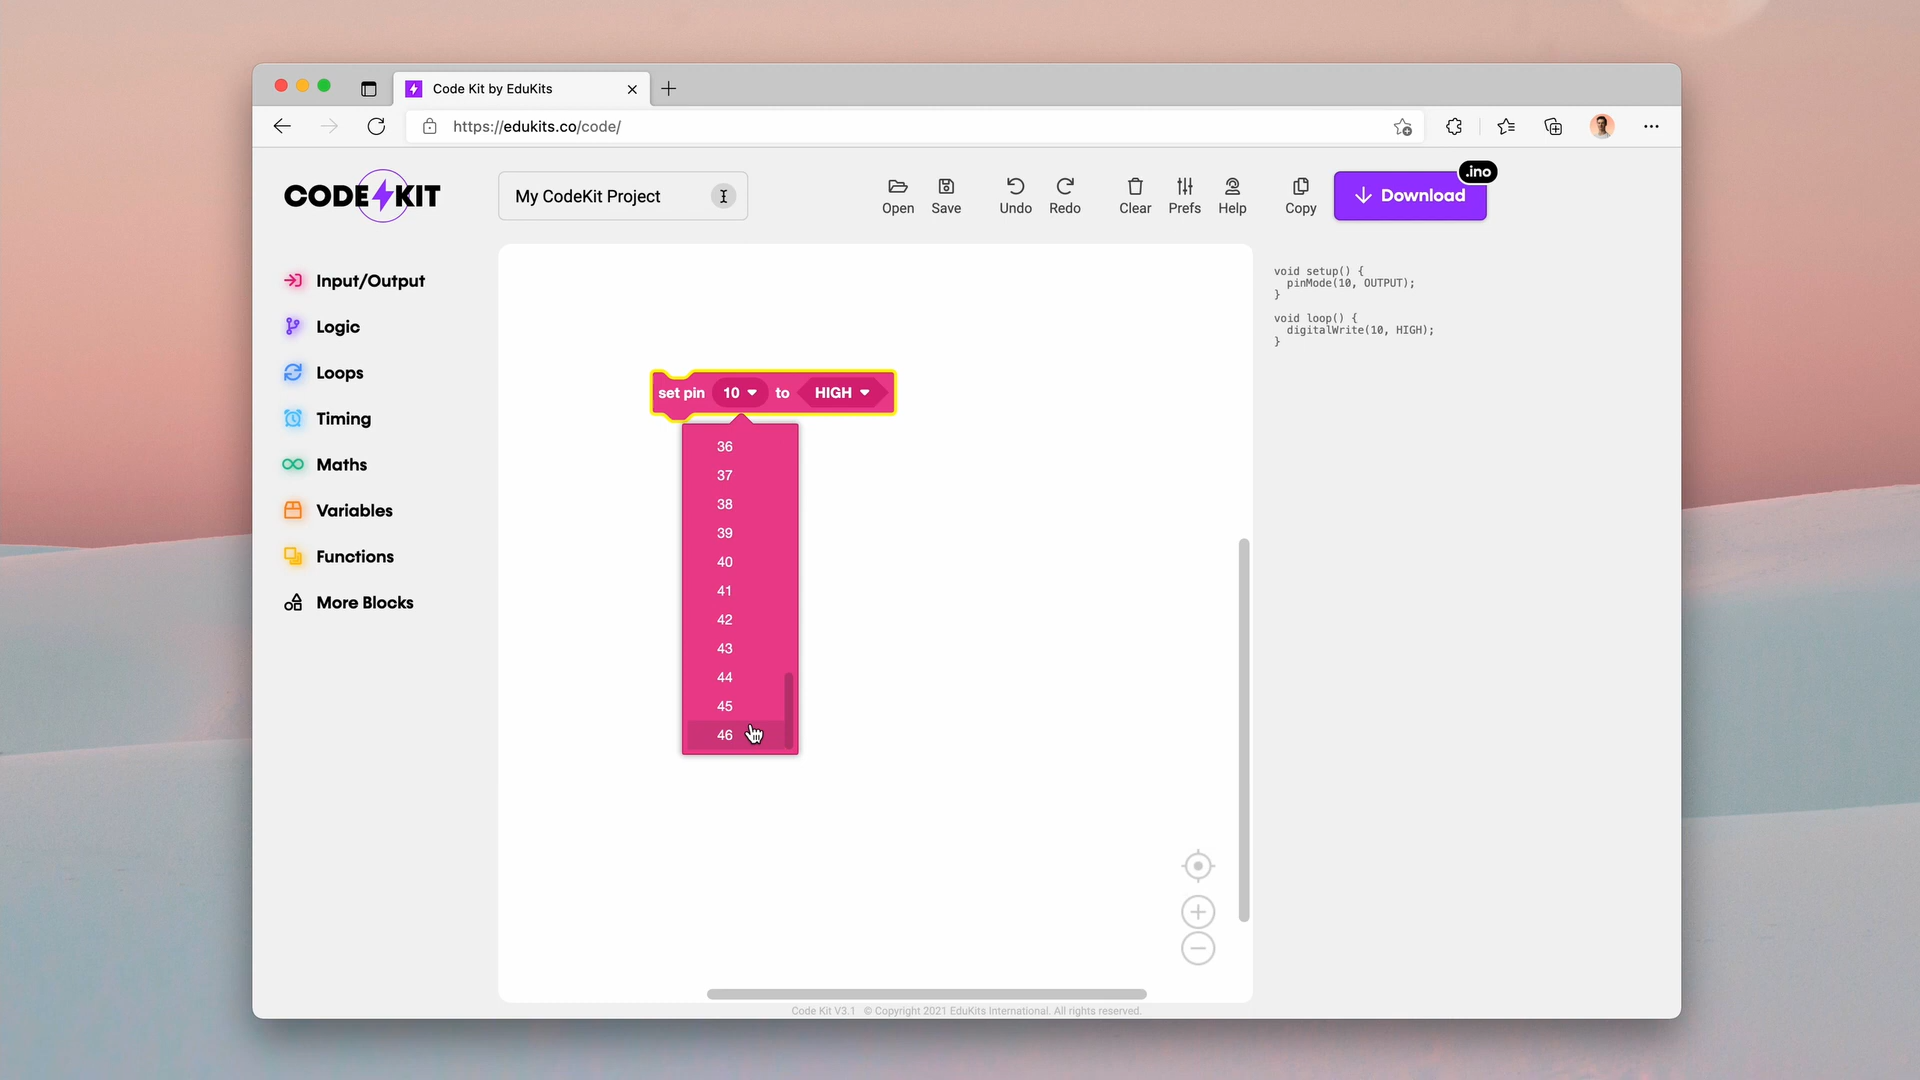 Code Kit by EduKits
https://edukits.co/code/
CODE KIT
My CodeKit Project
Open
Save
Undo
Redo
Clear
Prefs
Help
Copy
Download
.ino
Input/Output
Logic
Loops
Timing
Maths
Variables
Functions
More Blocks
set pin 10 to HIGH
36
37
38
39
40
41
42
43
44
45
46
void setup() {
pinMode(10, OUTPUT);
}
void loop() {
digitalWrite(10, HIGH);
}
Code Kit V3.1 © Copyright 2021 EduKits International. All rights reserved.